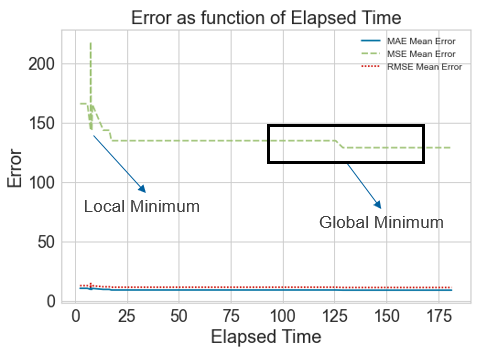 Error as function of Elapsed Time
MAE Mean Error
MSE Mean Error
RMSE Mean Error
200
150
100
50
0
Error
Local Minimum
Global Minimum
0 25 50 75 100 125 150 175
Elapsed Time